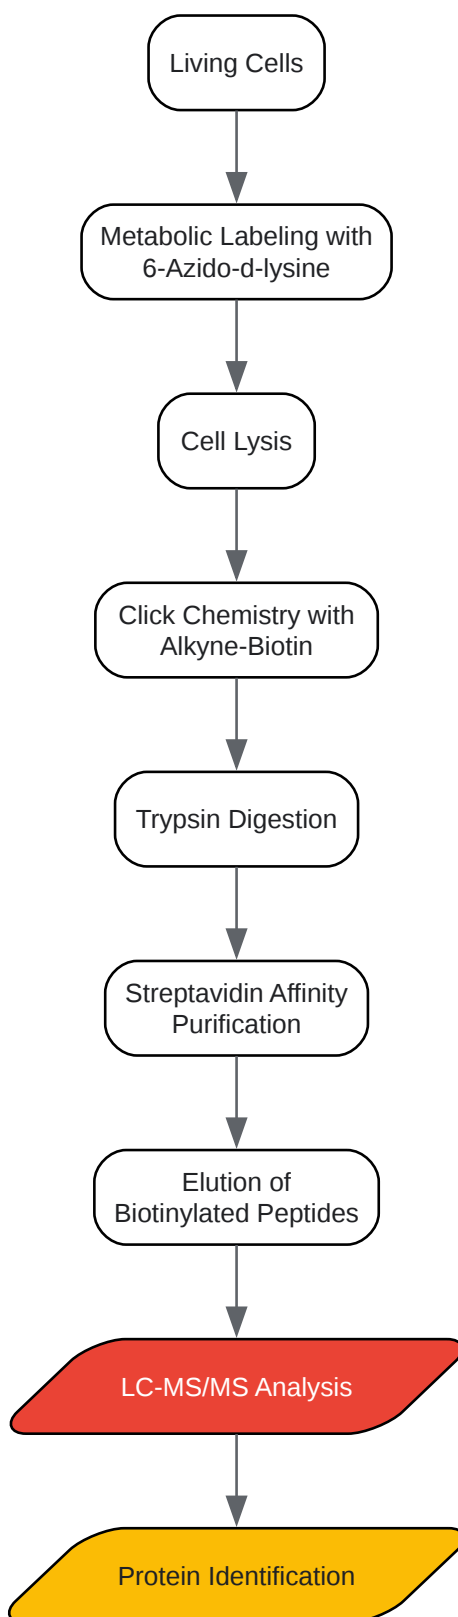 Living Cells
Metabolic Labeling with
6-Azido-d-lysine
Cell Lysis
Click Chemistry with
Alkyne-Biotin
Trypsin Digestion
Streptavidin Affinity
Purification
Elution of
Biotinylated Peptides
LC-MS/MS Analysis
Protein Identification